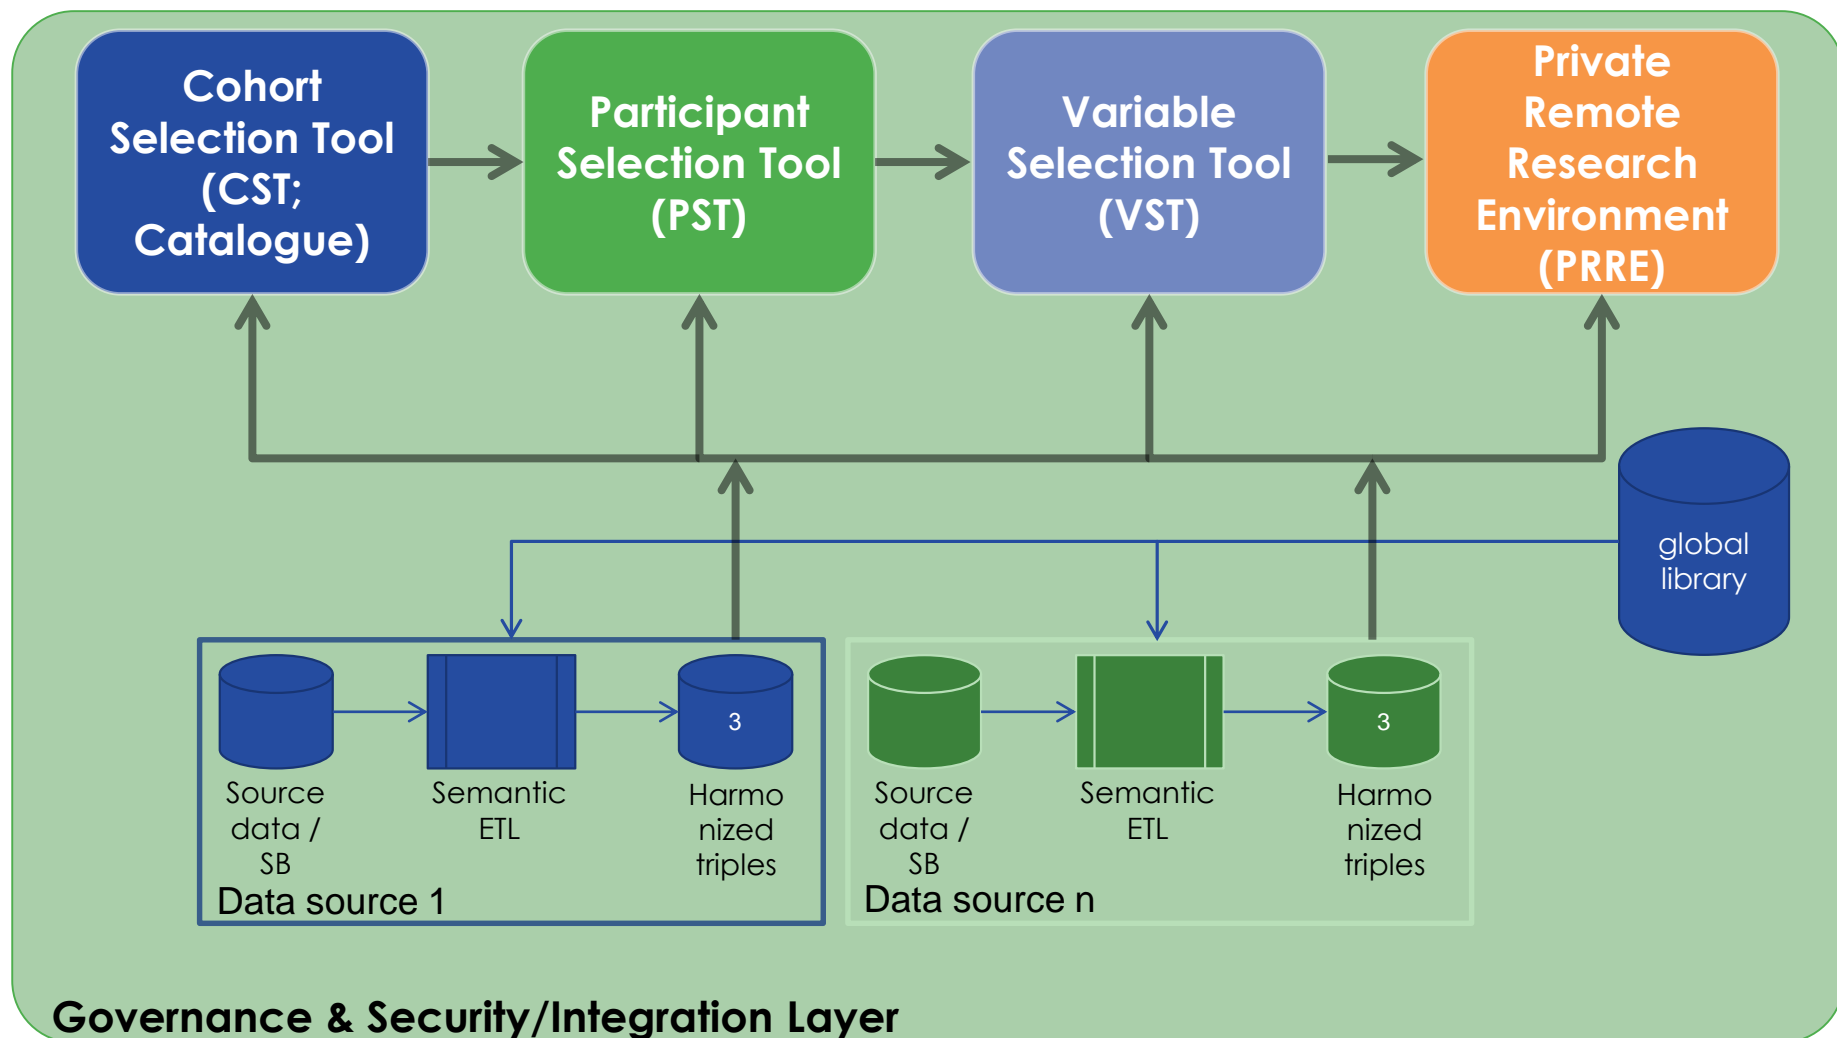 Cohort
Selection Tool
(CST;
Catalogue)
Participant
Selection Tool
(PST)
Variable
Selection Tool
(VST)
Private
Remote
Research
Environment
(PRRE)
global
library
3
Source
data /
SB
Semantic
ETL
Harmo
nized
triples
Data source 1
3
Source
data /
SB
Semantic
ETL
Harmo
nized
triples
Data source n
Governance & Security/Integration Layer